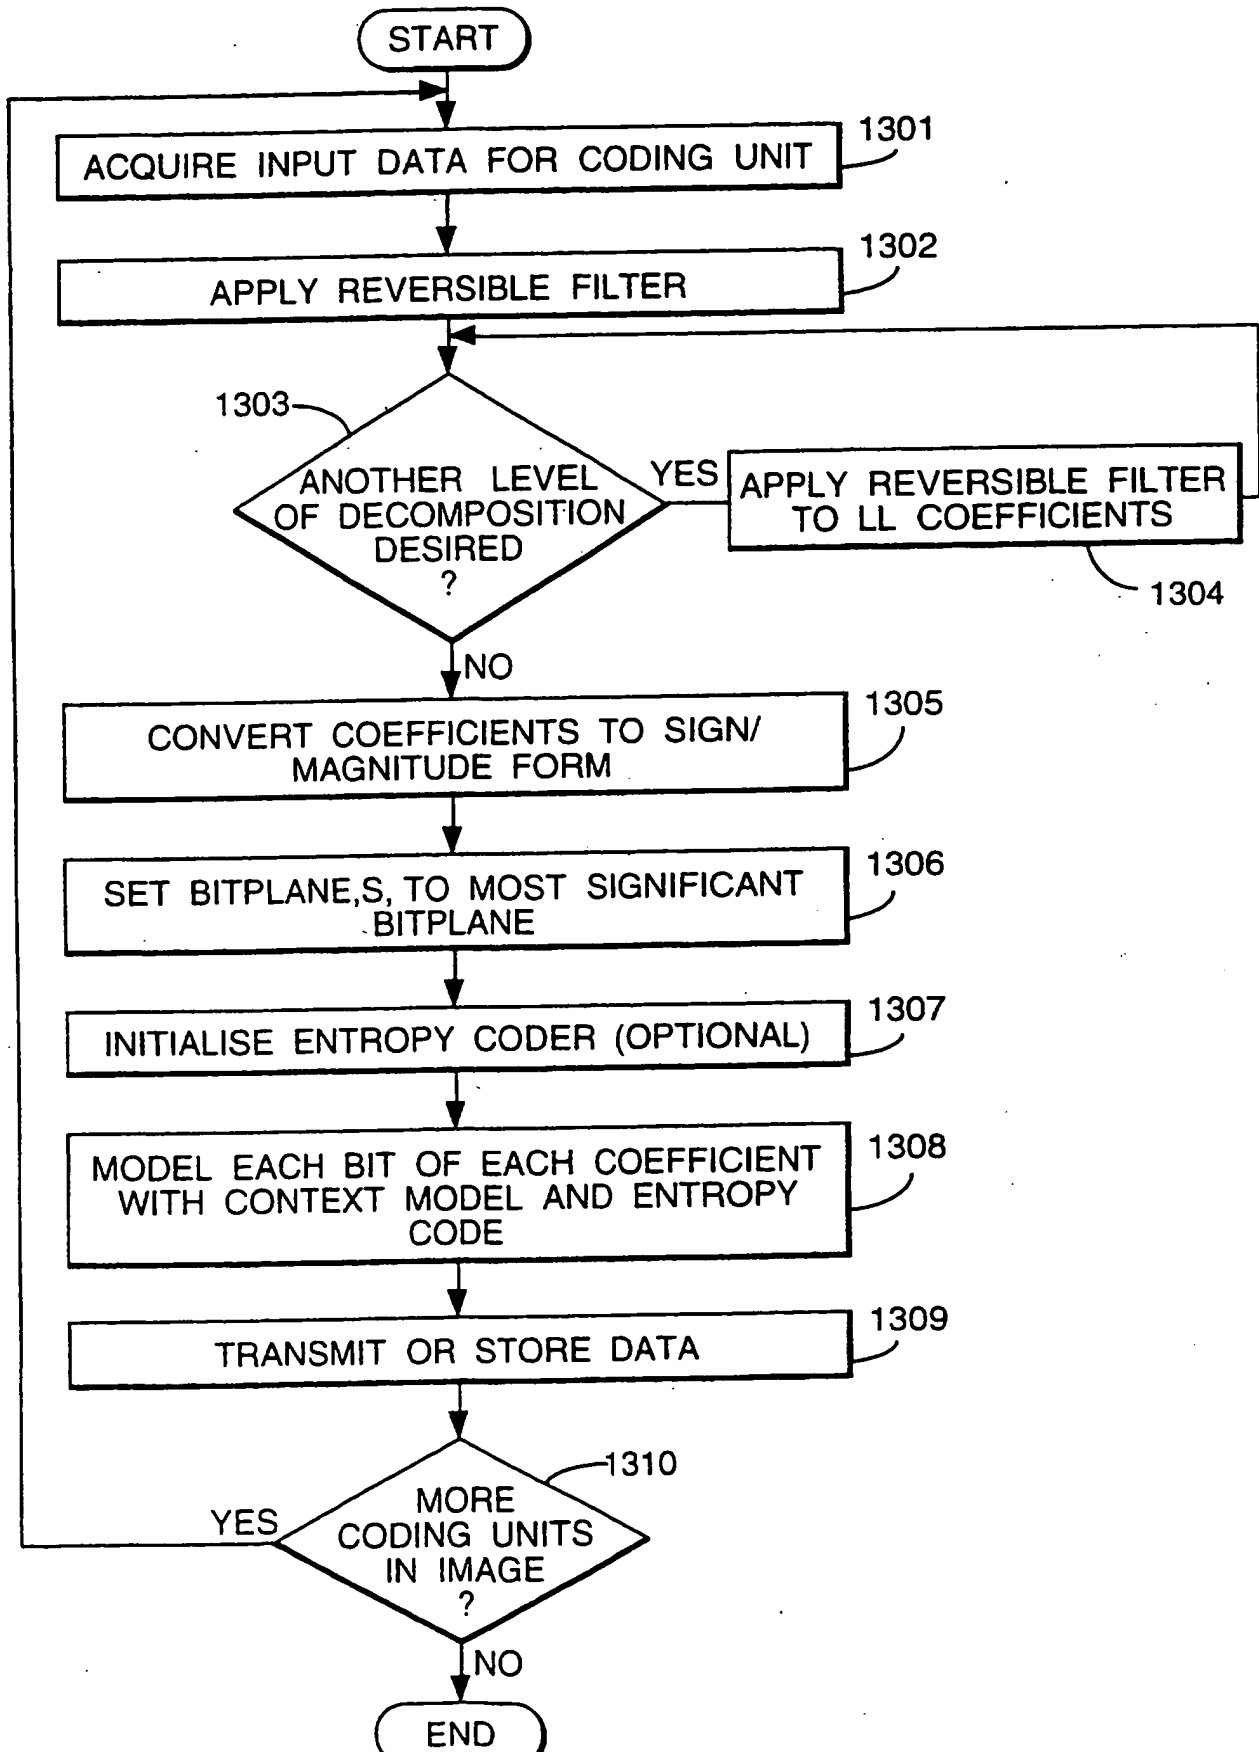 START
1301
ACQUIRE INPUT DATA FOR CODING UNIT
1302
APPLY REVERSIBLE FILTER
1303
ANOTHER LEVEL
OF DECOMPOSITION
DESIRED
?
YES
APPLY REVERSIBLE FILTER
TO LL COEFFICIENTS
1304
NO
1305
CONVERT COEFFICIENTS TO SIGN/
MAGNITUDE FORM
1306
SET BITPLANE,S, TO MOST SIGNIFICANT
BITPLANE
1307
INITIALISE ENTROPY CODER (OPTIONAL)
1308
MODEL EACH BIT OF EACH COEFFICIENT
WITH CONTEXT MODEL AND ENTROPY
CODE
1309
TRANSMIT OR STORE DATA
1310
MORE
CODING UNITS
IN IMAGE
?
YES
NO
END